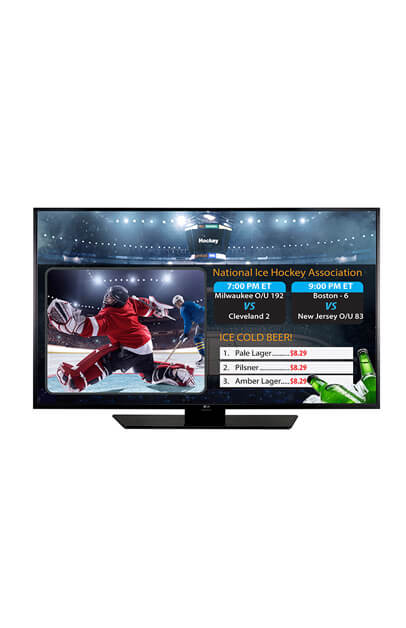 Hockey
National Ice Hockey Association
7:00 PM ET
9:00 PM ET
Milwaukee O/U 192
Boston - 6
VS
VS
Cleveland 2
New Jersey O/U 83
ICE COLD BEER!
1. Pale Lager.........$8.29
2. Pilsner ..............$8.29
3. Amber Lager.....$8.29
LG